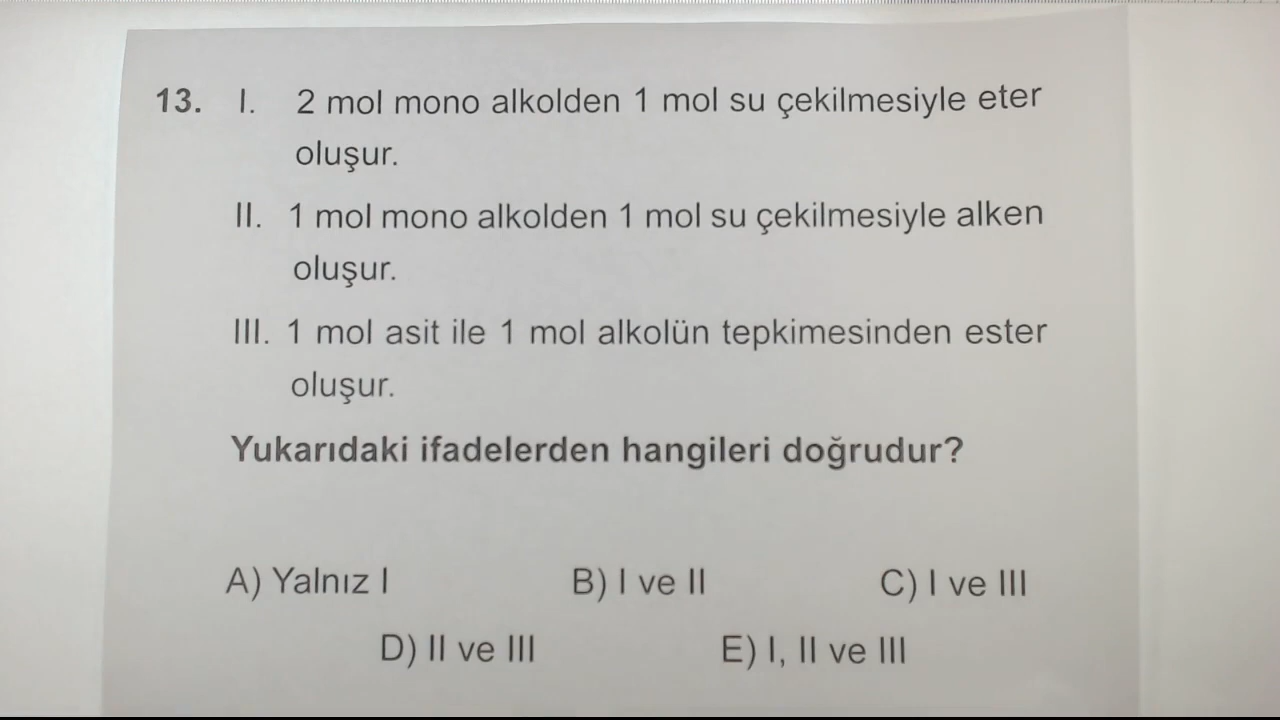 13. I. 2 mol mono alkolden 1 mol su çekilmesiyle eter
oluşur.
II. 1 mol mono alkolden 1 mol su çekilmesiyle alken
oluşur.
III. 1 mol asit ile 1 mol alkolün tepkimesinden ester
oluşur.
Yukarıdaki ifadelerden hangileri doğrudur?
A) Yalnız I B) I ve II C) I ve III
D) II ve III E) I, II ve III